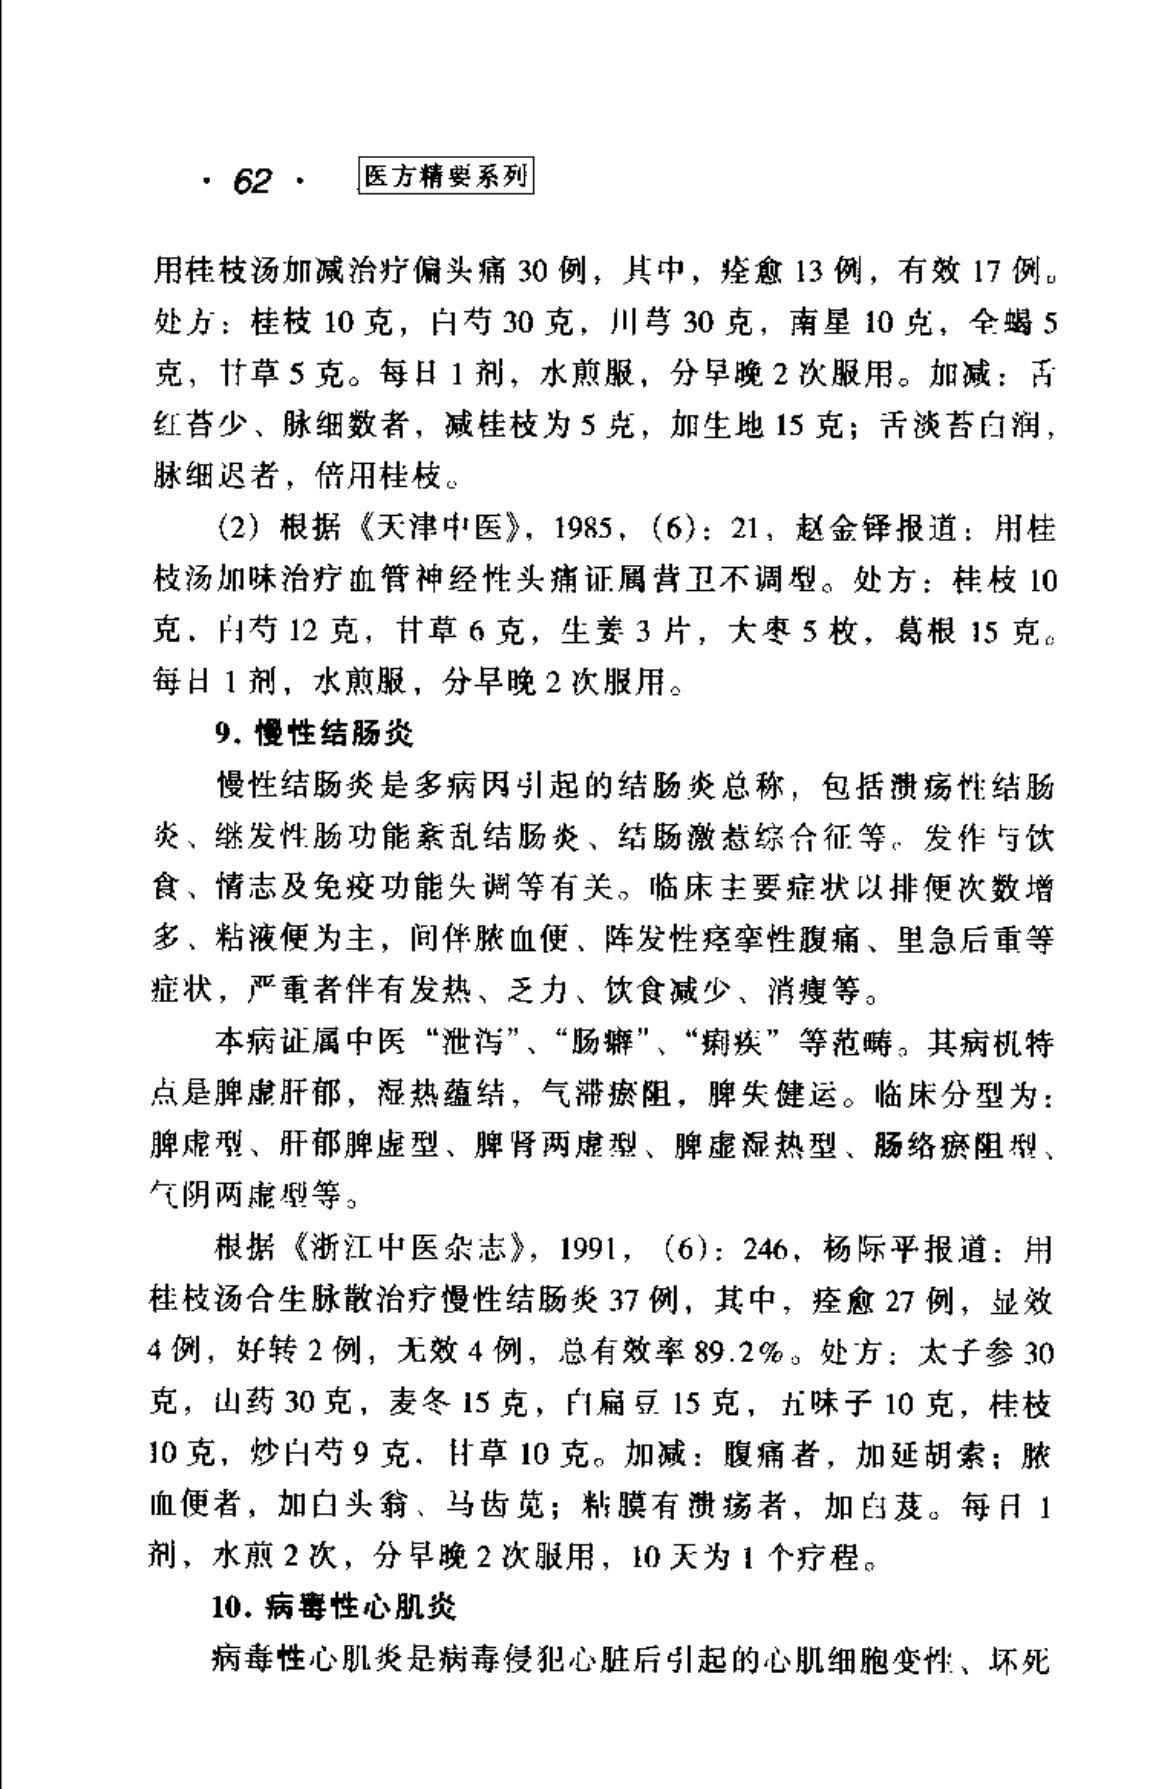 · 62 · 医方精要系列
用桂枝汤加减治疗偏头痛 30 例，其中，痊愈 13 例，有效 17 例。
处方：桂枝 10 克，白芍 30 克，川芎 30 克，南星 10 克，全蝎 5
克，甘草 5 克。每日 1 剂，水煎服，分早晚 2 次服用。加减：舌
红苔少、脉细数者，减桂枝为 5 克，加生地 15 克；舌淡苔白润，
脉细迟者，倍用桂枝。
(2) 根据《天津中医》，1985，(6)：21，赵金铎报道：用桂
枝汤加味治疗血管神经性头痛证属营卫不调型。处方：桂枝 10
克，白芍 12 克，甘草 6 克，生姜 3 片，大枣 5 枚，葛根 15 克。
每日 1 剂，水煎服，分早晚 2 次服用。
9. 慢性结肠炎
慢性结肠炎是多病因引起的结肠炎总称，包括溃疡性结肠
炎、继发性肠功能紊乱结肠炎、结肠激惹综合征等。发作与饮
食、情志及免疫功能失调等有关。临床主要症状以排便次数增
多、粘液便为主，间伴脓血便、阵发性痉挛性腹痛、里急后重等
症状，严重者伴有发热、乏力、饮食减少、消瘦等。
本病证属中医“泄泻”、“肠癖”、“痢疾”等范畴。其病机特
点是脾虚肝郁，湿热蕴结，气滞瘀阻，脾失健运。临床分型为：
脾虚型、肝郁脾虚型、脾肾两虚型、脾虚湿热型、肠络瘀阻型、
气阴两虚型等。
根据《浙江中医杂志》，1991，(6)：246，杨际平报道：用
桂枝汤合生脉散治疗慢性结肠炎 37 例，其中，痊愈 27 例，显效
4 例，好转 2 例，无效 4 例，总有效率 89.2%。处方：太子参 30
克，山药 30 克，麦冬 15 克，白扁豆 15 克，五味子 10 克，桂枝
10 克，炒白芍 9 克，甘草 10 克。加减：腹痛者，加延胡索；脓
血便者，加白头翁、马齿苋；粘膜有溃疡者，加白芨。每日 1
剂，水煎 2 次，分早晚 2 次服用，10 天为 1 个疗程。
10. 病毒性心肌炎
病毒性心肌炎是病毒侵犯心脏后引起的心肌细胞变性、坏死